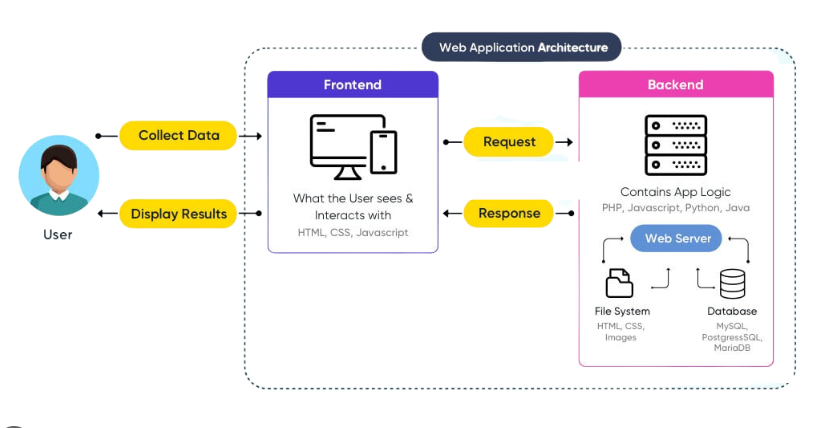 Web Application Architecture
Frontend
Backend
Collect Data
Request
Contains App Logic
PHP, Javascript, Python, Java
What the User sees &
Interacts with
HTML, CSS, Javascript
Display Results
Response
User
Web Server
File System
HTML, CSS,
Images
Database
MySQL,
PostgressSQL,
MariaDB